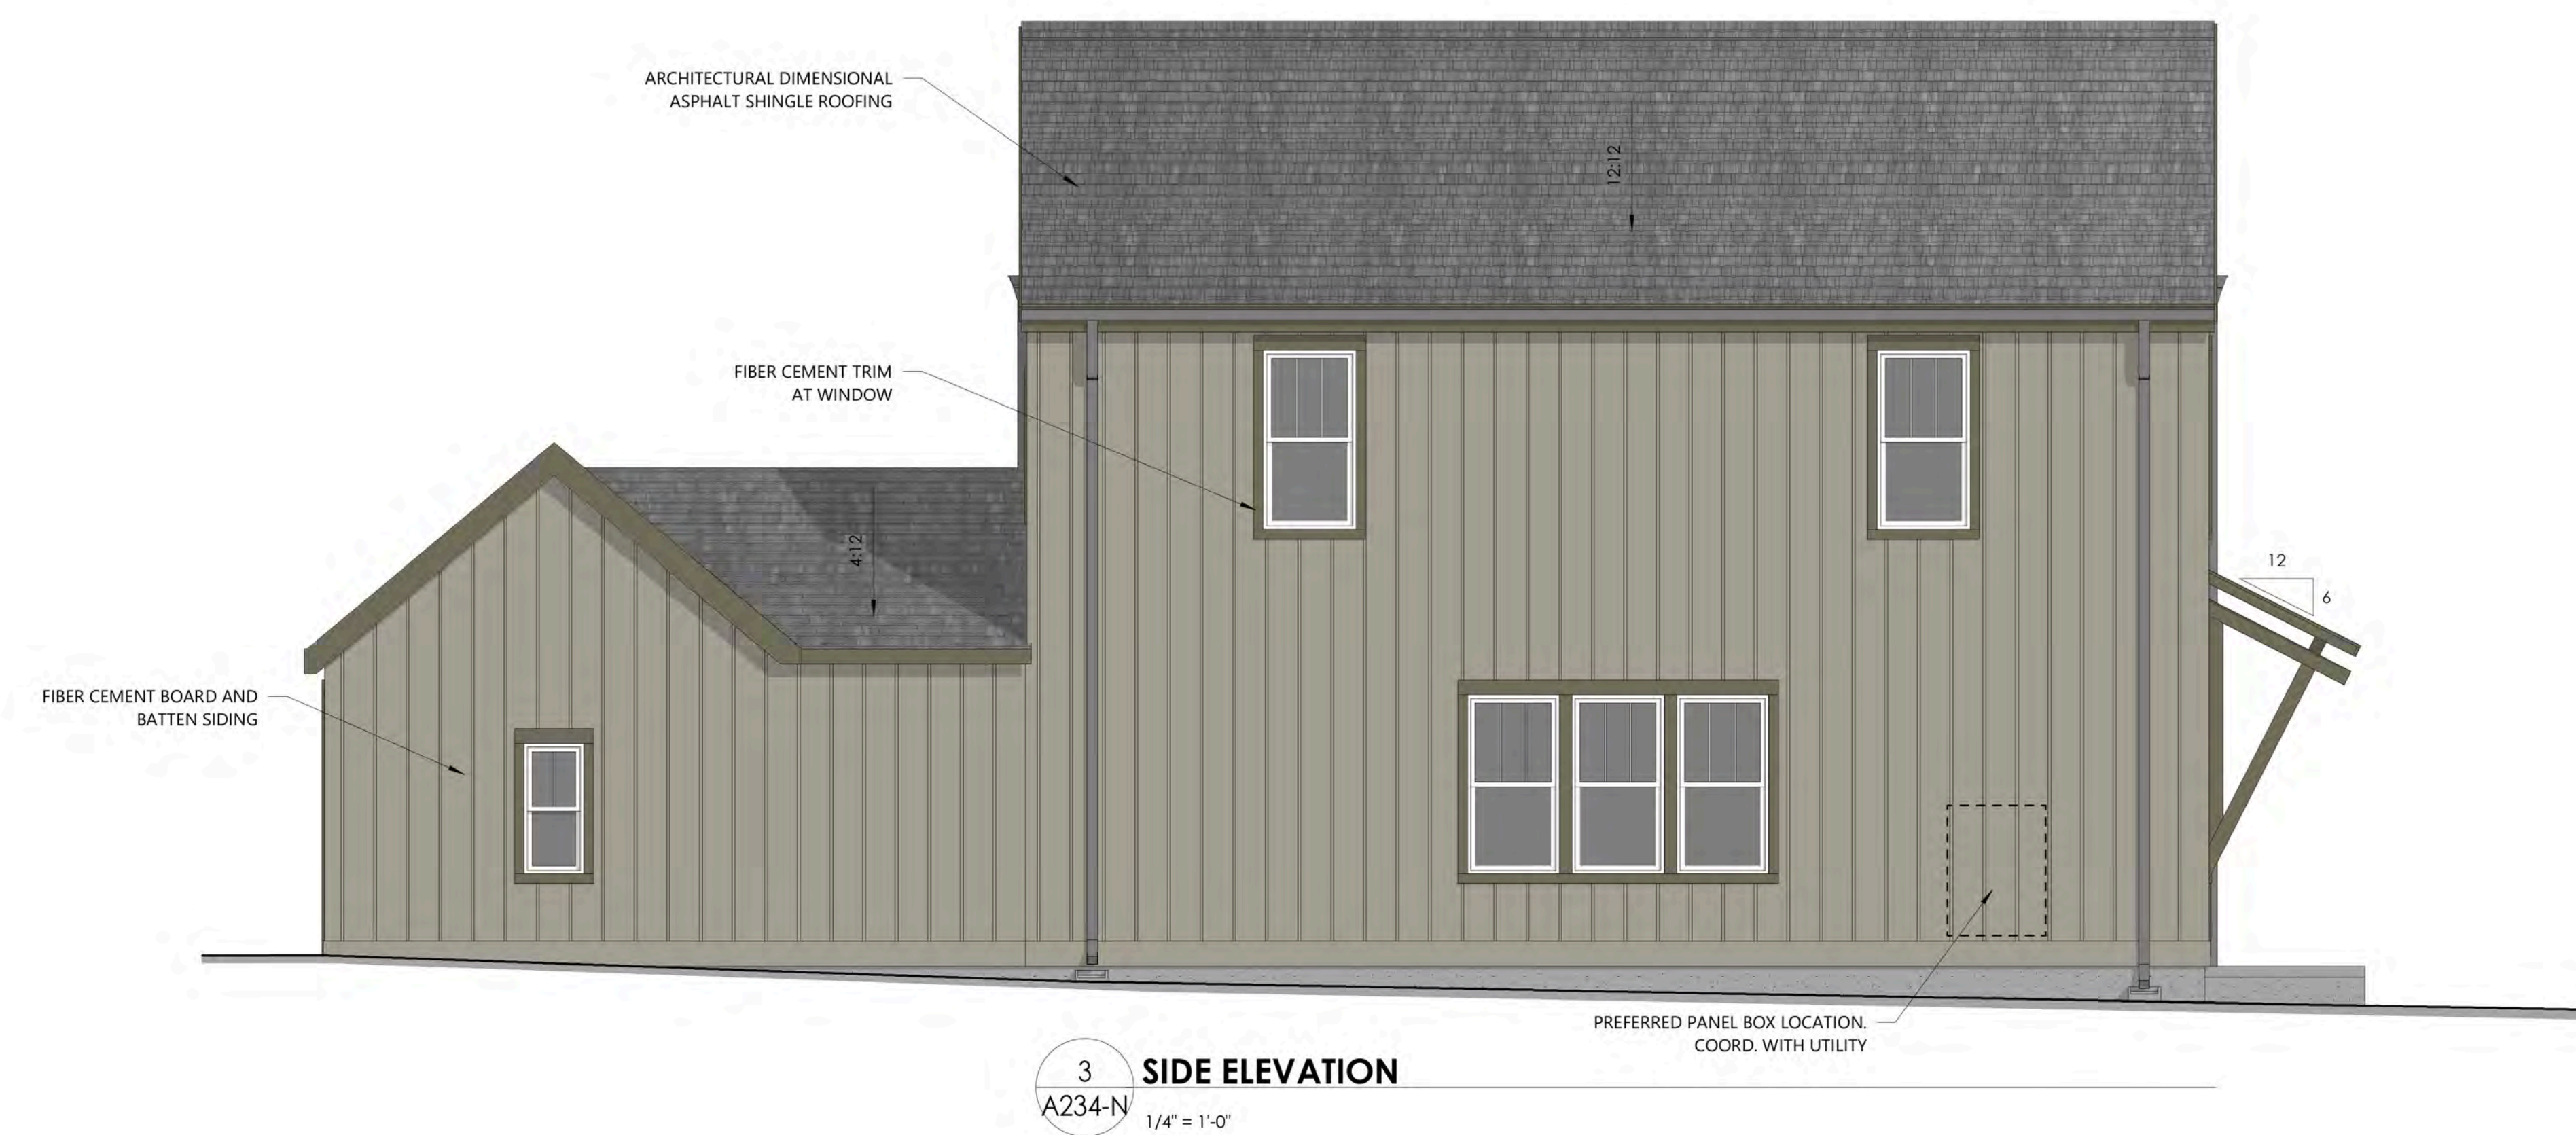 ARCHITECTURAL DIMENSIONAL
ASPHALT SHINGLE ROOFING
12:12
FIBER CEMENT TRIM
AT WINDOW
4:12
12
6
FIBER CEMENT BOARD AND
BATTEN SIDING
PREFERRED PANEL BOX LOCATION.
COORD. WITH UTILITY
3
A234-N
SIDE ELEVATION
1/4" = 1'-0"